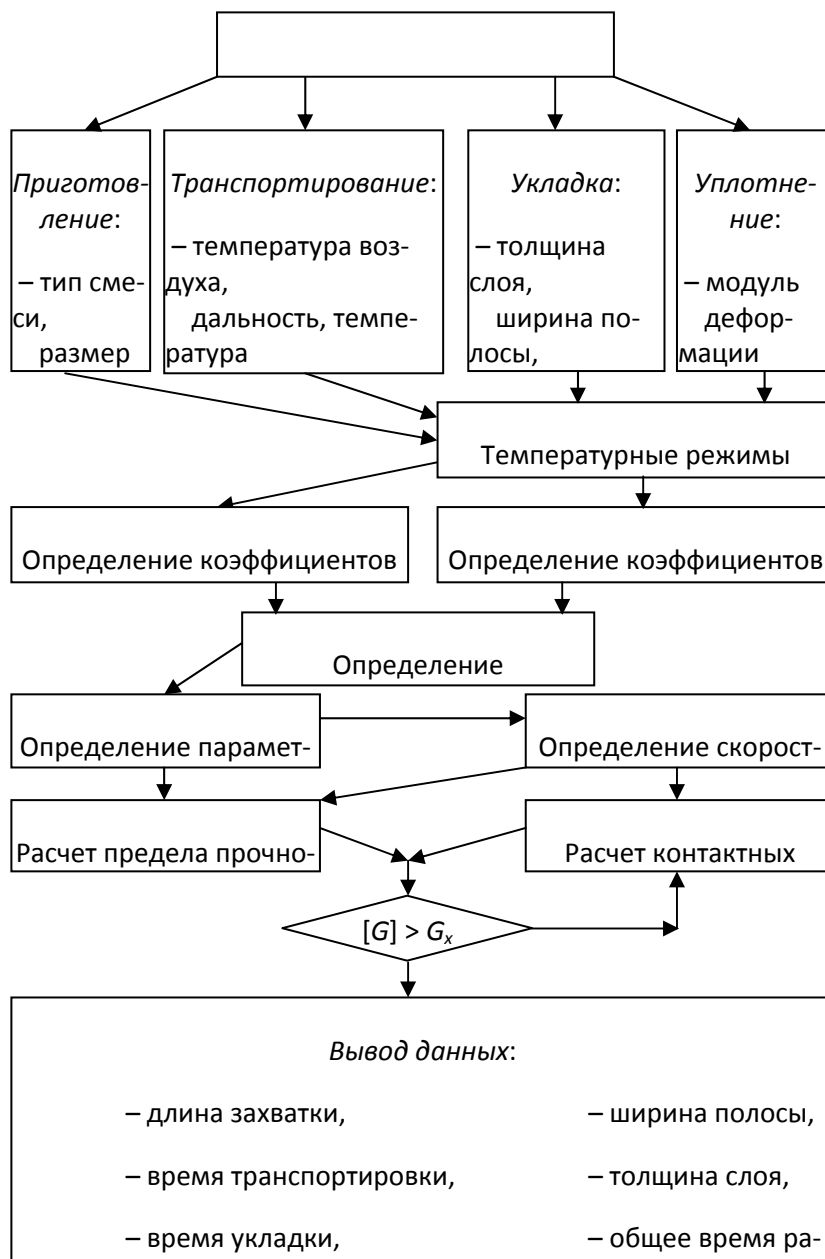 Приготов-
ление:
– тип сме-
си,
размер
Транспортирование:
– температура воз-
духа,
дальность, темпе-
ратура
Укладка:
– толщина
слоя,
ширина по-
лосы,
Уплотне-
ние:
– модуль
дефор-
мации
Температурные режимы
Определение коэффициентов
Определение коэффициентов
Определение
Определение парамет-
Определение скорост-
Расчет предела прочно-
Расчет контактных
[G] > Gₓ
Вывод данных:
– длина захватки,
– ширина полосы,
– время транспортировки,
– толщина слоя,
– время укладки,
– общее время ра-